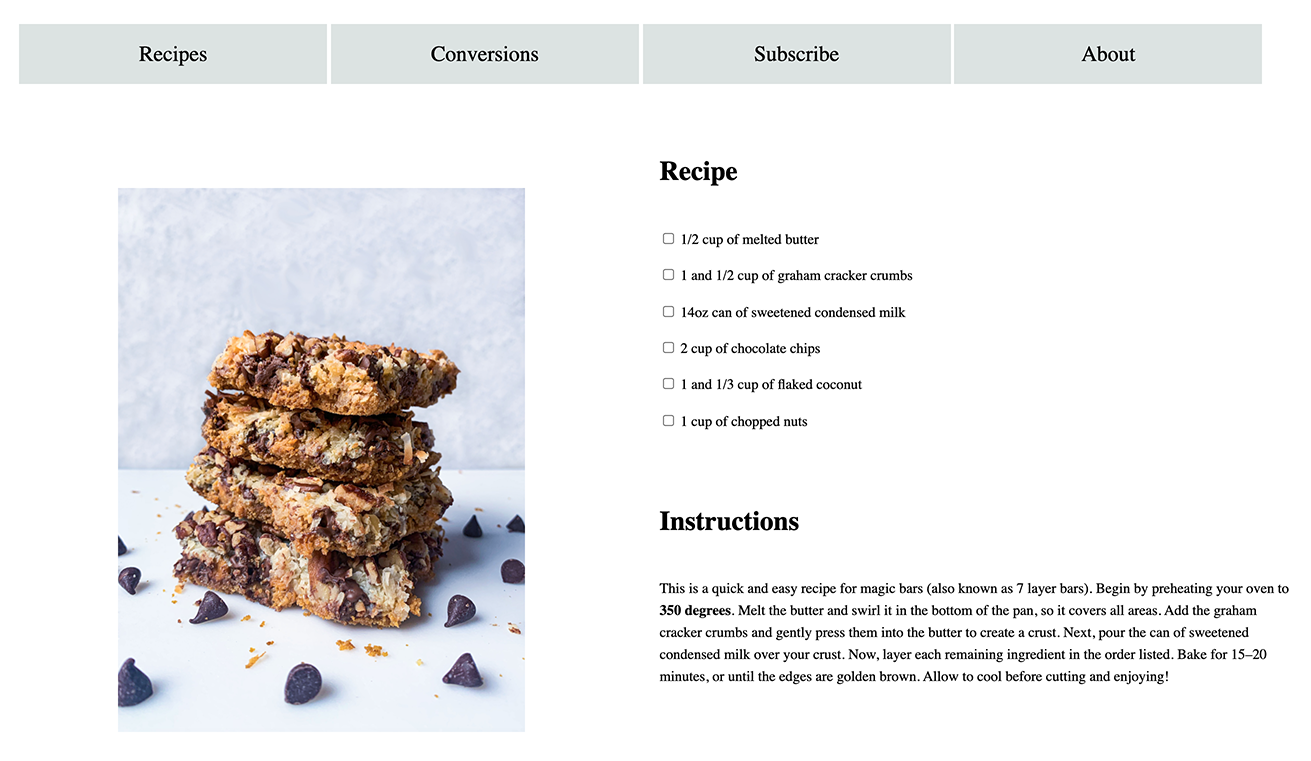 Recipes
Conversions
Subscribe
About
Recipe
1/2 cup of melted butter
1 and 1/2 cup of graham cracker crumbs
14oz can of sweetened condensed milk
2 cup of chocolate chips
1 and 1/3 cup of flaked coconut
1 cup of chopped nuts
Instructions
This is a quick and easy recipe for magic bars (also known as 7 layer bars). Begin by preheating your oven to
350 degrees. Melt the butter and swirl it in the bottom of the pan, so it covers all areas. Add the graham
cracker crumbs and gently press them into the butter to create a crust. Next, pour the can of sweetened
condensed milk over your crust. Now, layer each remaining ingredient in the order listed. Bake for 15–20
minutes, or until the edges are golden brown. Allow to cool before cutting and enjoying!